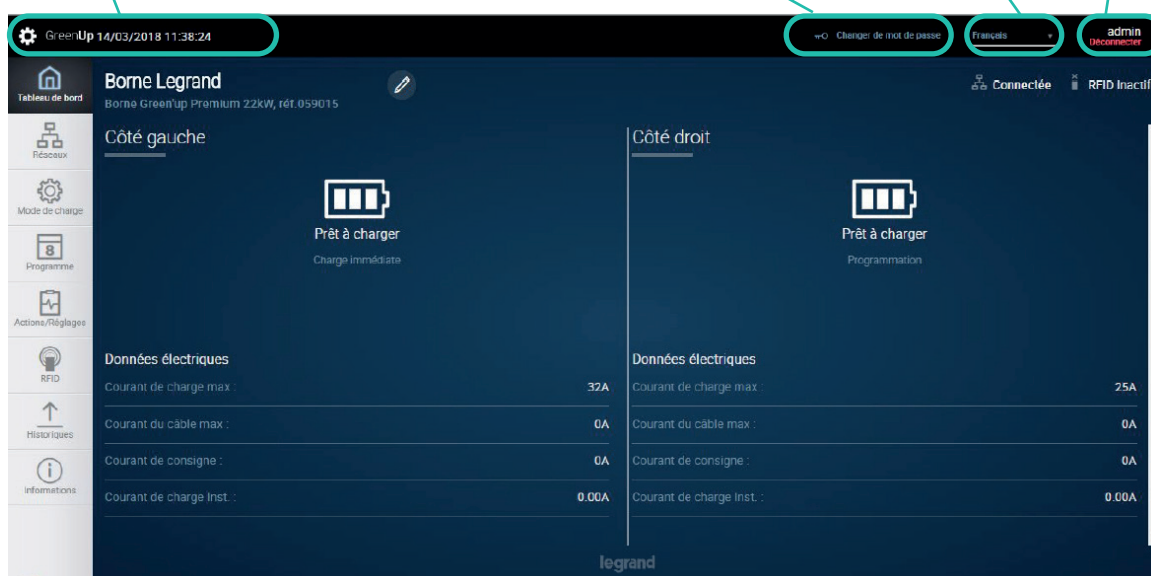 GreenUp 14/03/2018 11:38:24
Changer de mot de passe
Français
admin
Déconnecter
Tableau de bord
Borne Legrand
Borne Green'up Premium 22kW, réf.059015
Connectée
RFID Inactif
Réseaux
Mode de charge
8
Programme
Actions/Réglages
RFID
Historiques
Informations
Côté gauche
Prêt à charger
Charge immédiate
Données électriques
Courant de charge max : 32A
Courant du câble max : 0A
Courant de consigne : 0A
Courant de charge Inst. : 0.00A
Côté droit
Prêt à charger
Programmation
Données électriques
Courant de charge max : 25A
Courant du câble max : 0A
Courant de consigne : 0A
Courant de charge Inst. : 0.00A
legrand